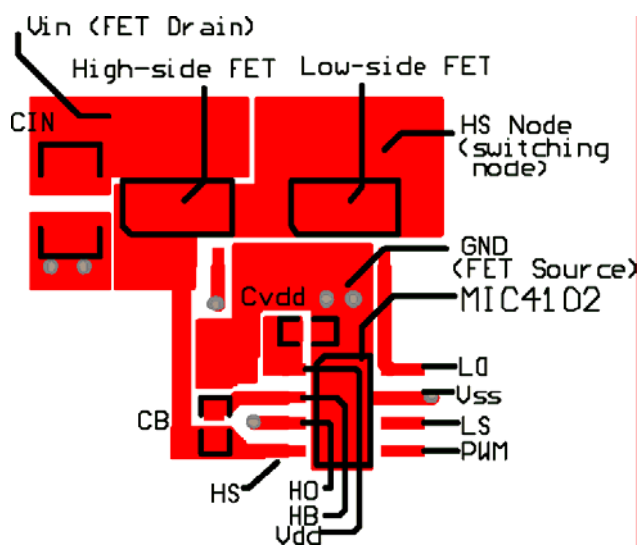 Vin (FET Drain)
High-side FET
Low-side FET
CIN
HS Node
(switching
node)
GND
(FET Source)
Cvdd
MIC4102
LO
Vss
CB
LS
PWM
HS
HO
HB
Vdd